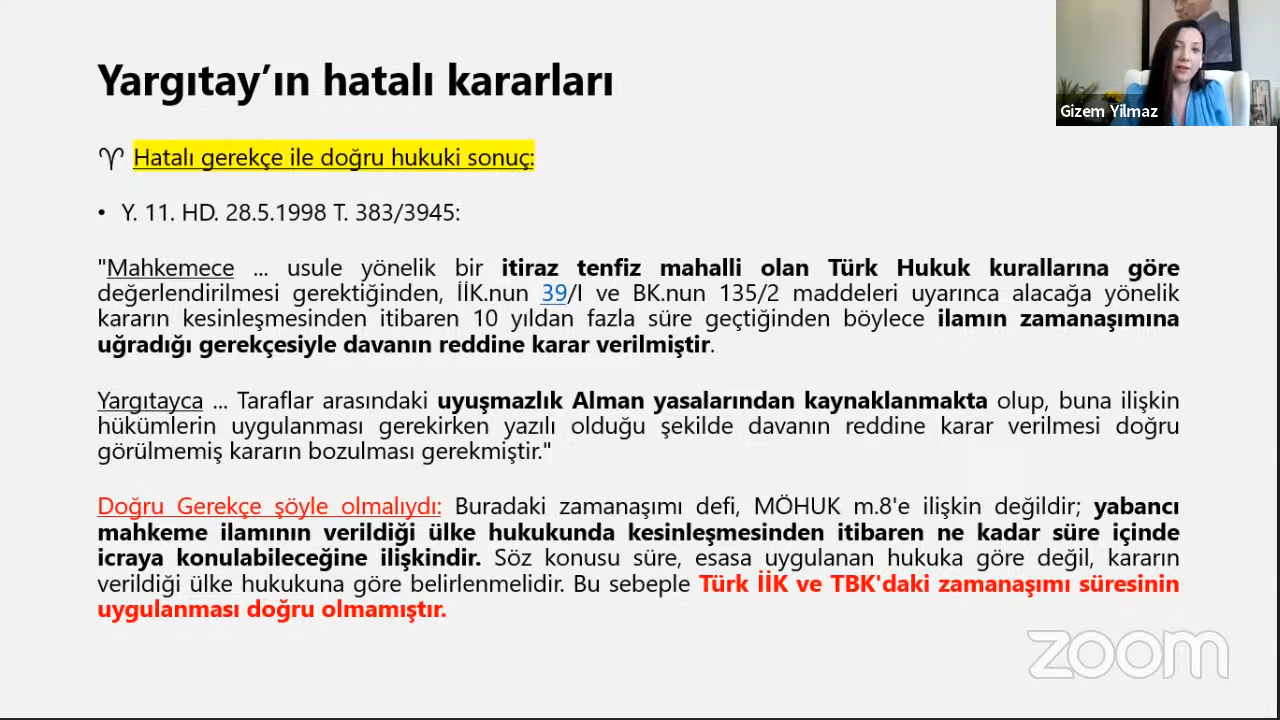 Yargıtay’ın hatalı kararları
Gizem Yilmaz
♈ Hatalı gerekçe ile doğru hukuki sonuç:
• Y. 11. HD. 28.5.1998 T. 383/3945:
"Mahkemece ... usule yönelik bir itiraz tenfiz mahalli olan Türk Hukuk kurallarına göre
değerlendirilmesi gerektiğinden, İİK.nun 39/I ve BK.nun 135/2 maddeleri uyarınca alacağa yönelik
kararın kesinleşmesinden itibaren 10 yıldan fazla süre geçtiğinden böylece ilamın zamanaşımına
uğradığı gerekçesiyle davanın reddine karar verilmiştir.
Yargıtayca ... Taraflar arasındaki uyuşmazlık Alman yasalarından kaynaklanmakta olup, buna ilişkin
hükümlerin uygulanması gerekirken yazılı olduğu şekilde davanın reddine karar verilmesi doğru
görülmemiş kararın bozulması gerekmiştir."
Doğru Gerekçe şöyle olmalıydı: Buradaki zamanaşımı defi, MÖHUK m.8'e ilişkin değildir; yabancı
mahkeme ilamının verildiği ülke hukukunda kesinleşmesinden itibaren ne kadar süre içinde
icraya konulabileceğine ilişkindir. Söz konusu süre, esasa uygulanan hukuka göre değil, kararın
verildiği ülke hukukuna göre belirlenmelidir. Bu sebeple Türk İİK ve TBK'daki zamanaşımı süresinin
uygulanması doğru olmamıştır.
zoom